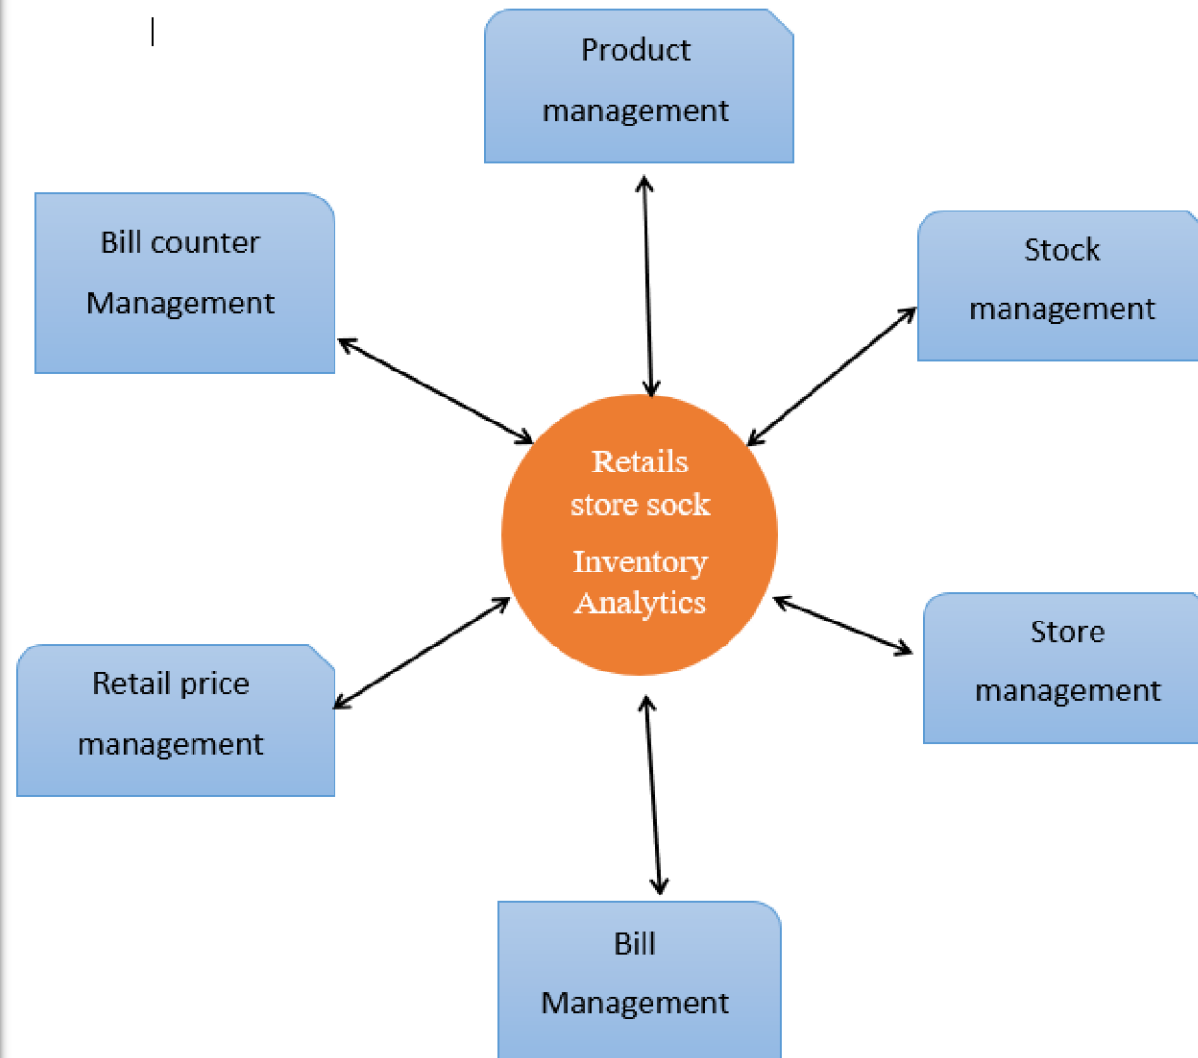 Product
management
Bill counter
Management
Stock
management
Retails
store sock
Inventory
Analytics
Store
management
Retail price
management
Bill
Management